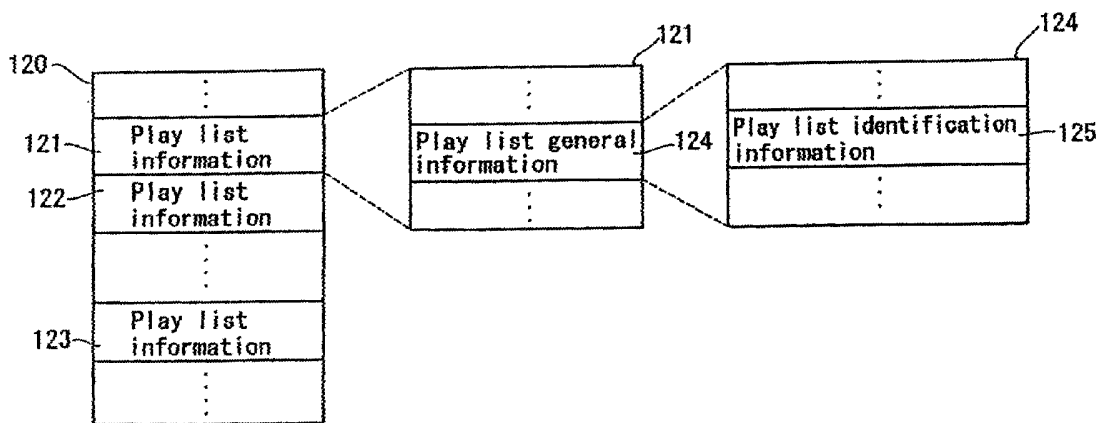 120
121
Play list
information
122
Play list
information
123
Play list
information
121
Play list general
information
124
124
Play list identification
information
125